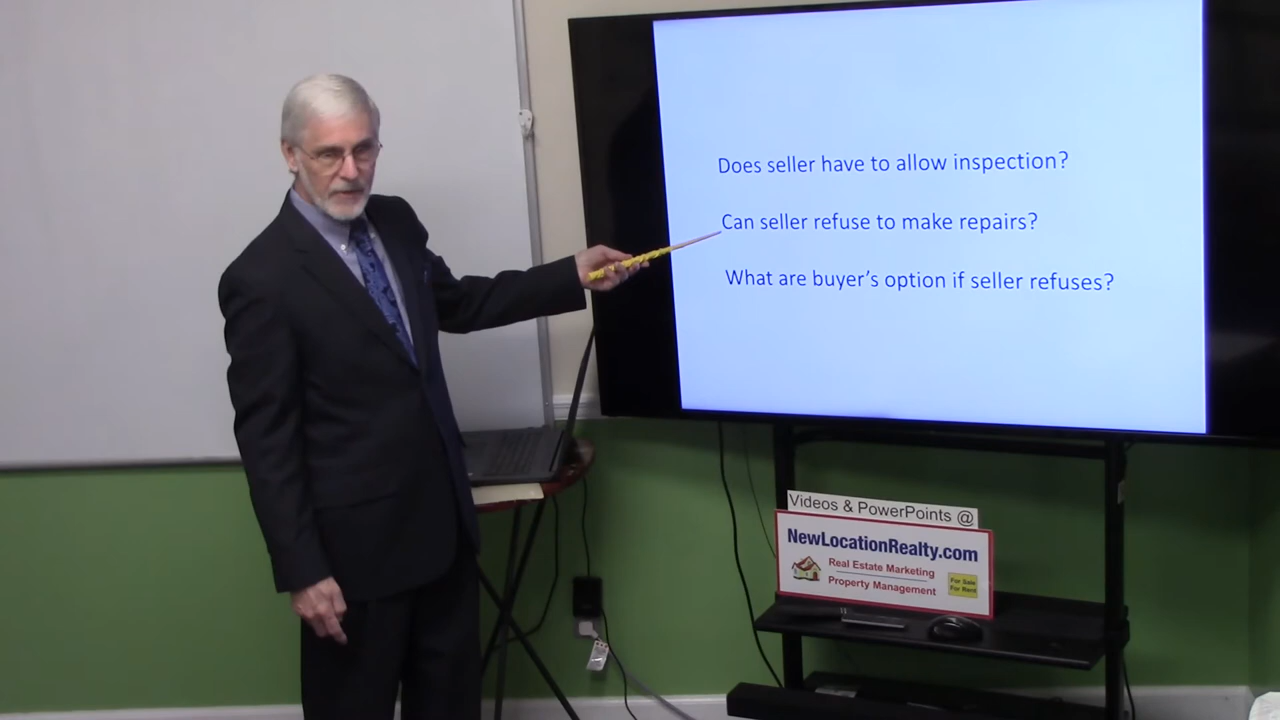 Does seller have to allow inspection?
Can seller refuse to make repairs?
What are buyer's option if seller refuses?
Videos & PowerPoints @
NewLocationRealty.com
Real Estate Marketing
Property Management
For Sale
For Rent